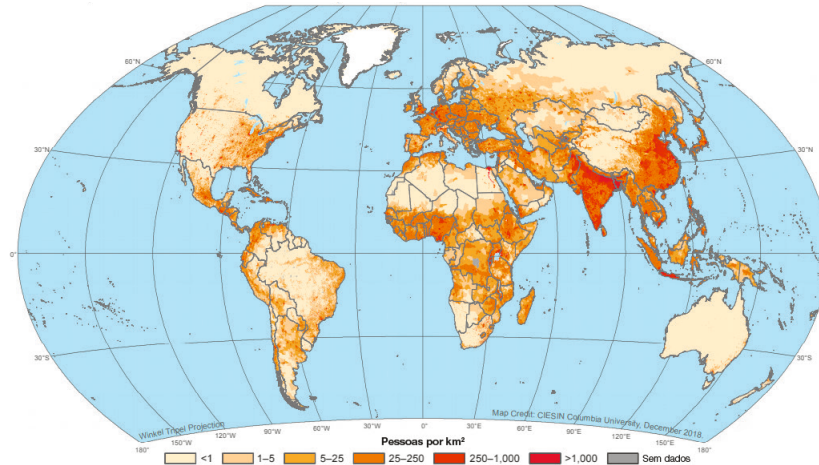 60°N
60°N
30°N
30°N
0°
0°
30°S
30°S
Winkel Tripel Projection
Map Credit: CIESIN Columbia University, December 2018.
180° 150°W 120°W 90°W 60°W 30°W 0° 30°E 60°E 90°E 120°E 150°E 180°
Pessoas por km²
<1 1–5 5–25 25–250 250–1,000 >1,000 Sem dados